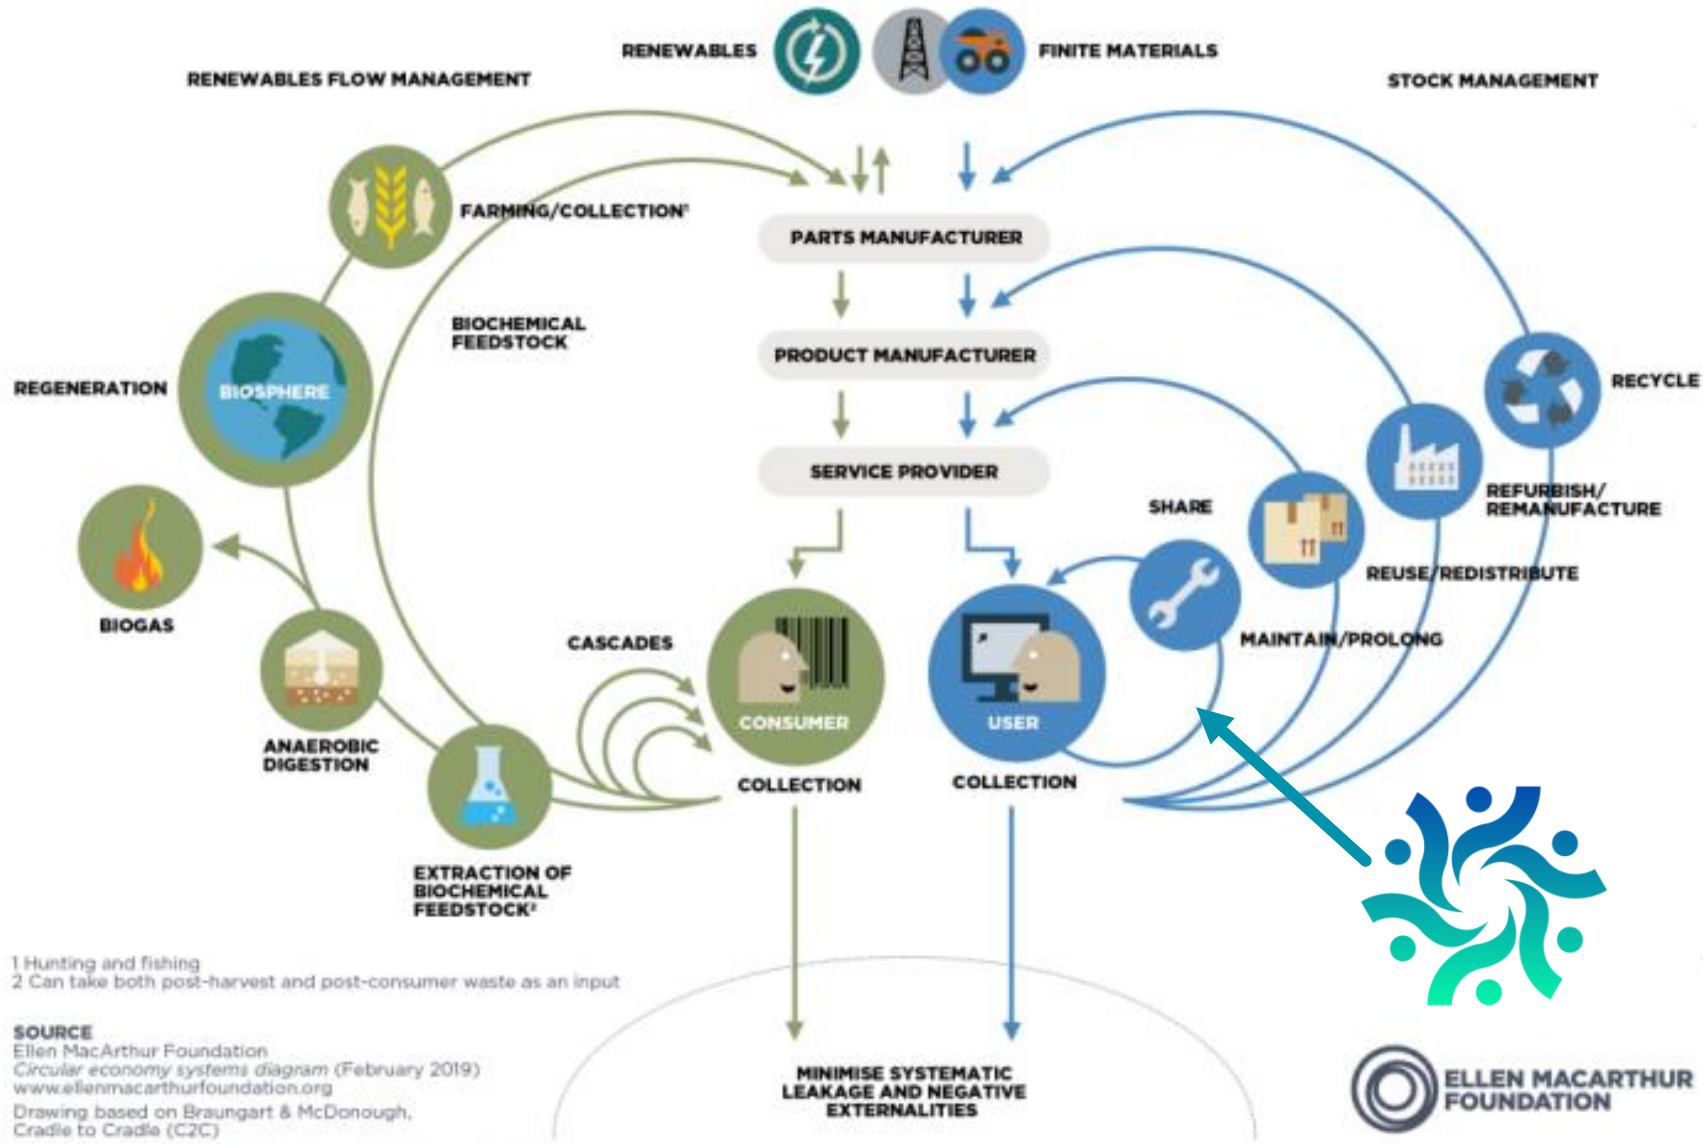 RENEWABLES
FINITE MATERIALS
RENEWABLES FLOW MANAGEMENT
STOCK MANAGEMENT
FARMING/COLLECTION¹
PARTS MANUFACTURER
BIOCHEMICAL
FEEDSTOCK
PRODUCT MANUFACTURER
REGENERATION
BIOSPHERE
RECYCLE
SERVICE PROVIDER
SHARE
REFURBISH/
REMANUFACTURE
REUSE/REDISTRIBUTE
BIOGAS
CASCADES
MAINTAIN/PROLONG
CONSUMER
USER
ANAEROBIC
DIGESTION
COLLECTION
COLLECTION
EXTRACTION OF
BIOCHEMICAL
FEEDSTOCK²
1 Hunting and fishing
2 Can take both post-harvest and post-consumer waste as an input
SOURCE
Ellen MacArthur Foundation
Circular economy systems diagram (February 2019)
www.ellenmacarthurfoundation.org
Drawing based on Braungart & McDonough,
Cradle to Cradle (C2C)
MINIMISE SYSTEMATIC
LEAKAGE AND NEGATIVE
EXTERNALITIES
ELLEN MACARTHUR
FOUNDATION